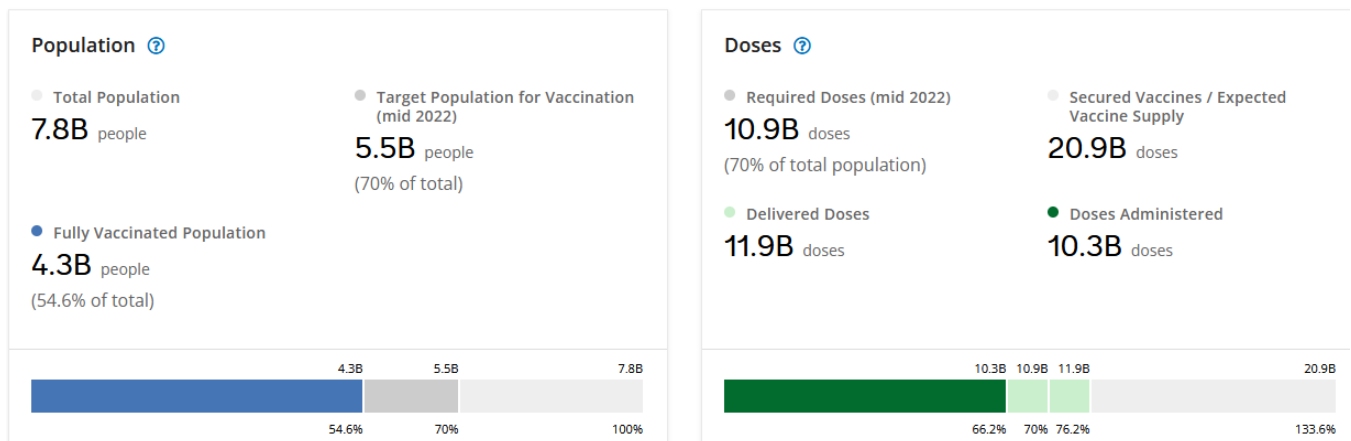 Population ?
Total Population
7.8B people
Target Population for Vaccination
(mid 2022)
5.5B people
(70% of total)
Fully Vaccinated Population
4.3B people
(54.6% of total)
4.3B 5.5B 7.8B
54.6% 70% 100%
Doses ?
Required Doses (mid 2022)
10.9B doses
(70% of total population)
Secured Vaccines / Expected
Vaccine Supply
20.9B doses
Delivered Doses
11.9B doses
Doses Administered
10.3B doses
10.3B 10.9B 11.9B 20.9B
66.2% 70% 76.2% 133.6%